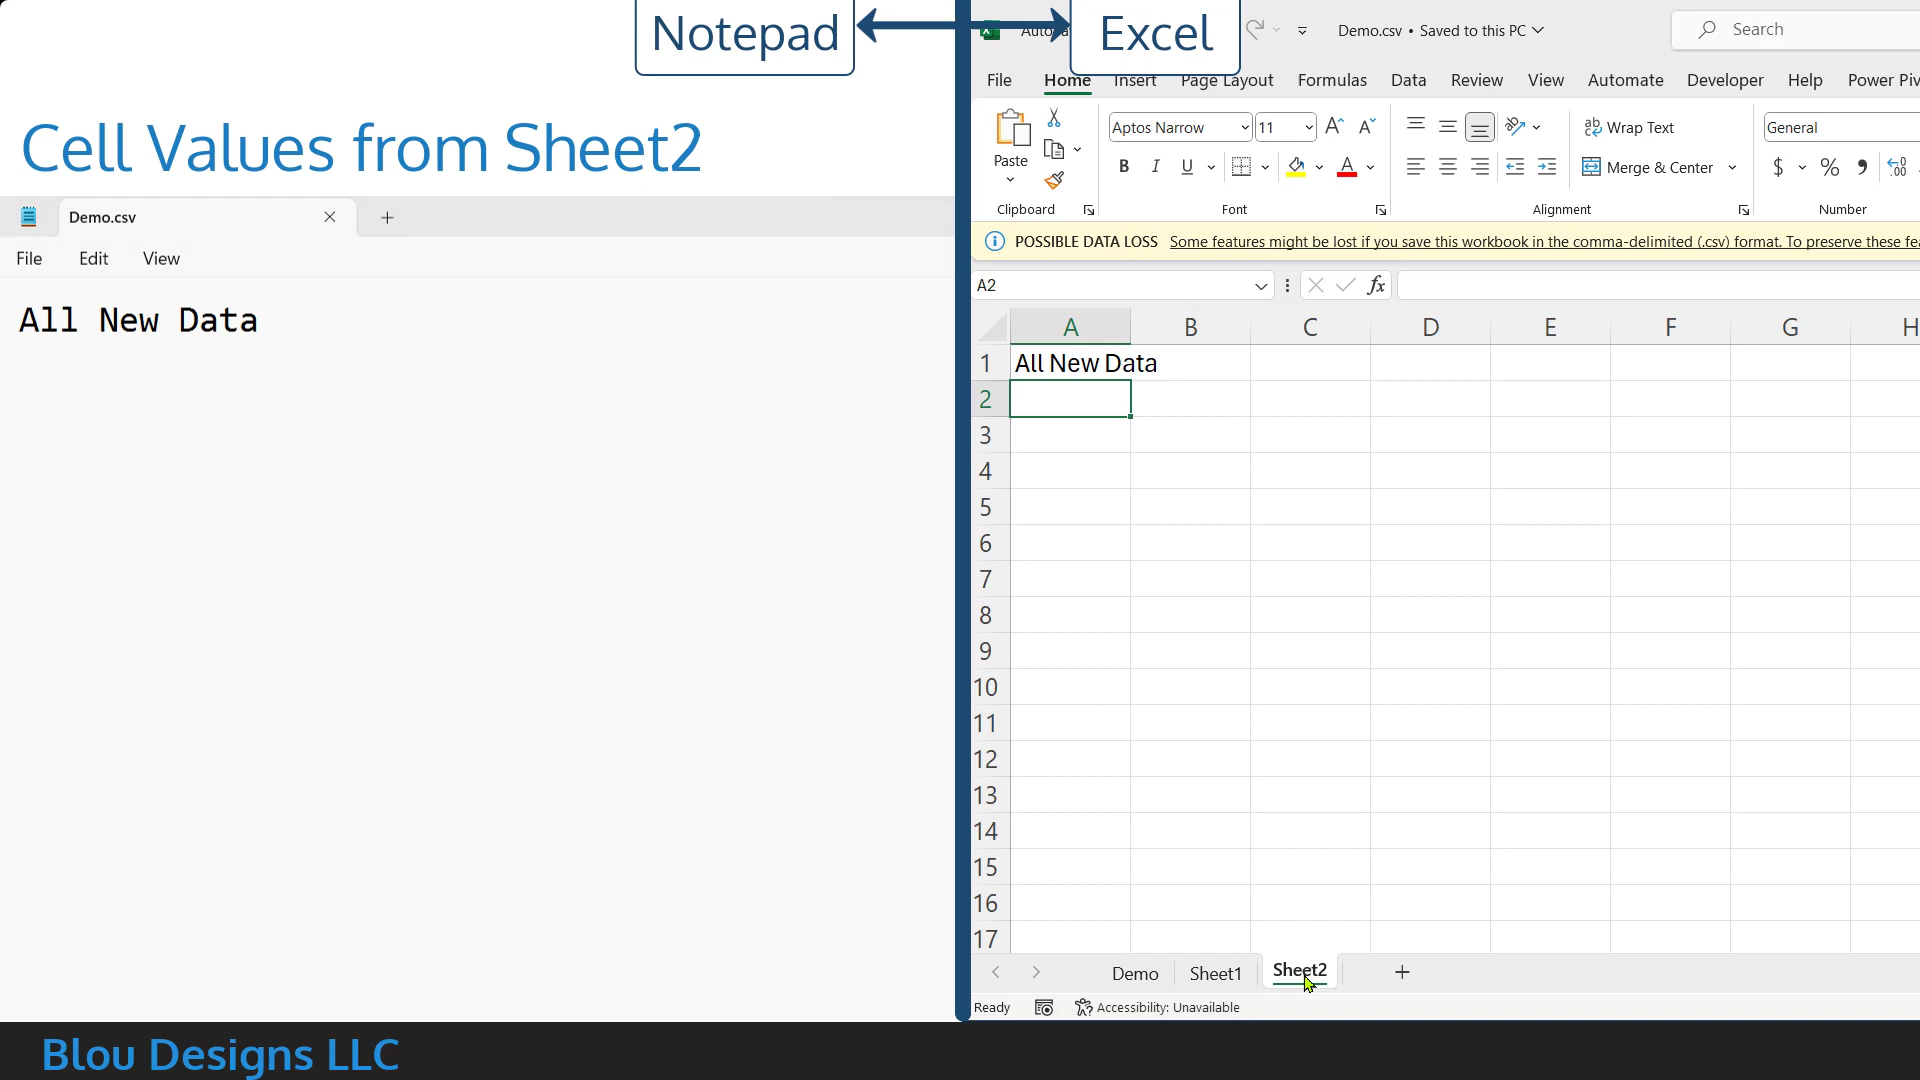 Notepad
Excel
Cell Values from Sheet2
Demo.csv
File Edit View
All New Data
Demo.csv • Saved to this PC
Search
File Home Insert Page Layout Formulas Data Review View Automate Developer Help Power
Paste
Clipboard
Aptos Narrow 11
B I U A
Font
Wrap Text
Merge & Center
Alignment
General
$ % 9
Number
POSSIBLE DATA LOSS Some features might be lost if you save this workbook in the comma-delimited (.csv) format. To preserve these
A2
fx
A B C D E F G H
1 All New Data
2
3
4
5
6
7
8
9
10
11
12
13
14
15
16
17
Demo Sheet1 Sheet2
Ready Accessibility: Unavailable
Blou Designs LLC